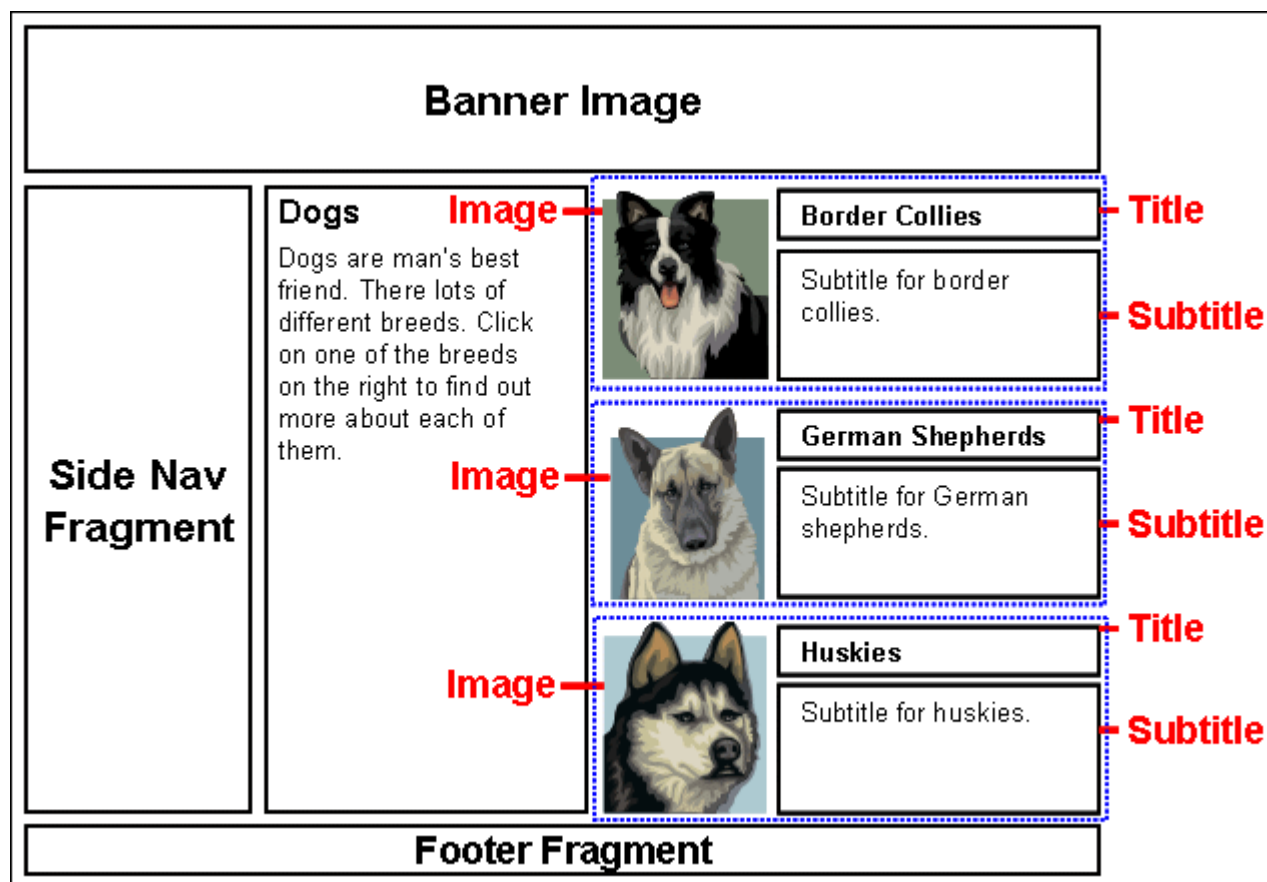 Banner Image
Side Nav
Fragment
Dogs
Dogs are man's best
friend. There lots of
different breeds. Click
on one of the breeds
on the right to find out
more about each of
them.
Image
Border Collies
Title
Subtitle for border
collies.
Subtitle
Image
German Shepherds
Title
Subtitle for German
shepherds.
Subtitle
Image
Huskies
Title
Subtitle for huskies.
Subtitle
Footer Fragment